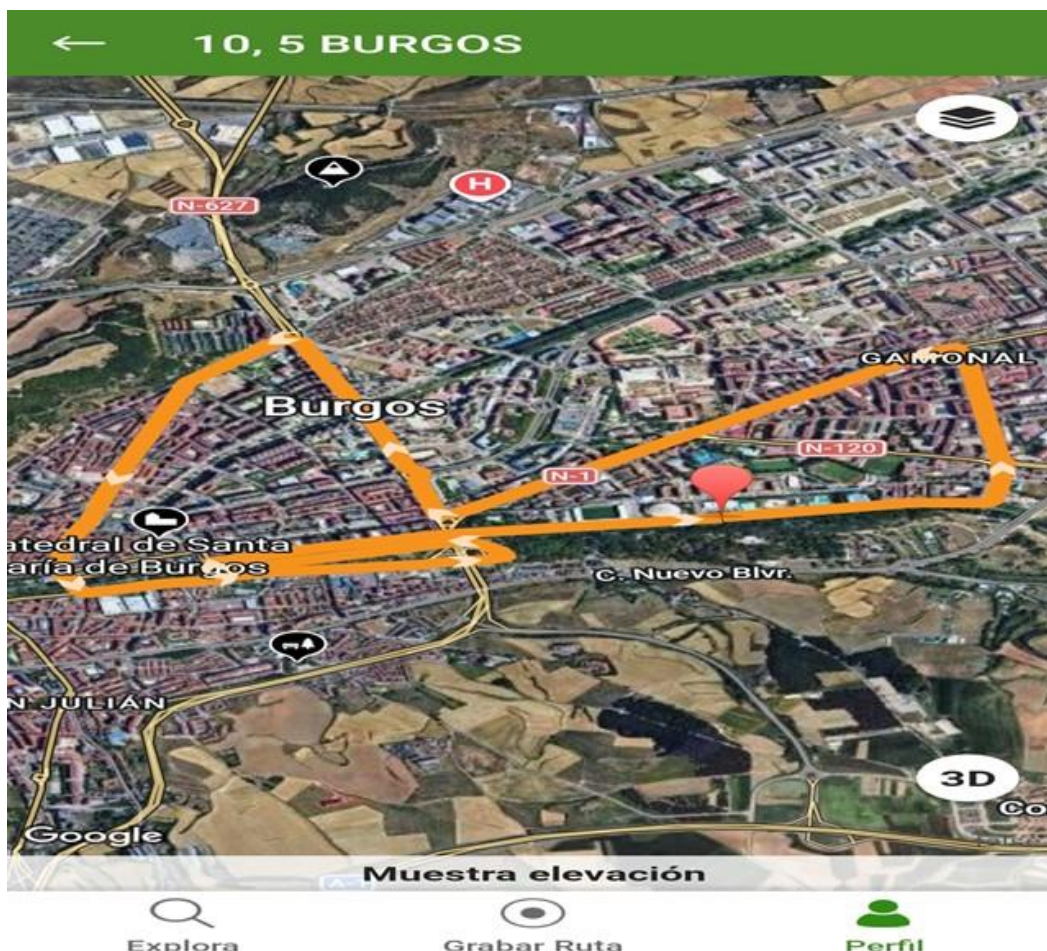 10, 5 BURGOS
N-627
H
GAMONAL
Burgos
N-120
N-1
atedral de Santa
aría de Burgos
C. Nuevo Blvr.
N JULIÁN
3D
Co
Google
Muestra elevación
Explora
Grabar Ruta
Perfil